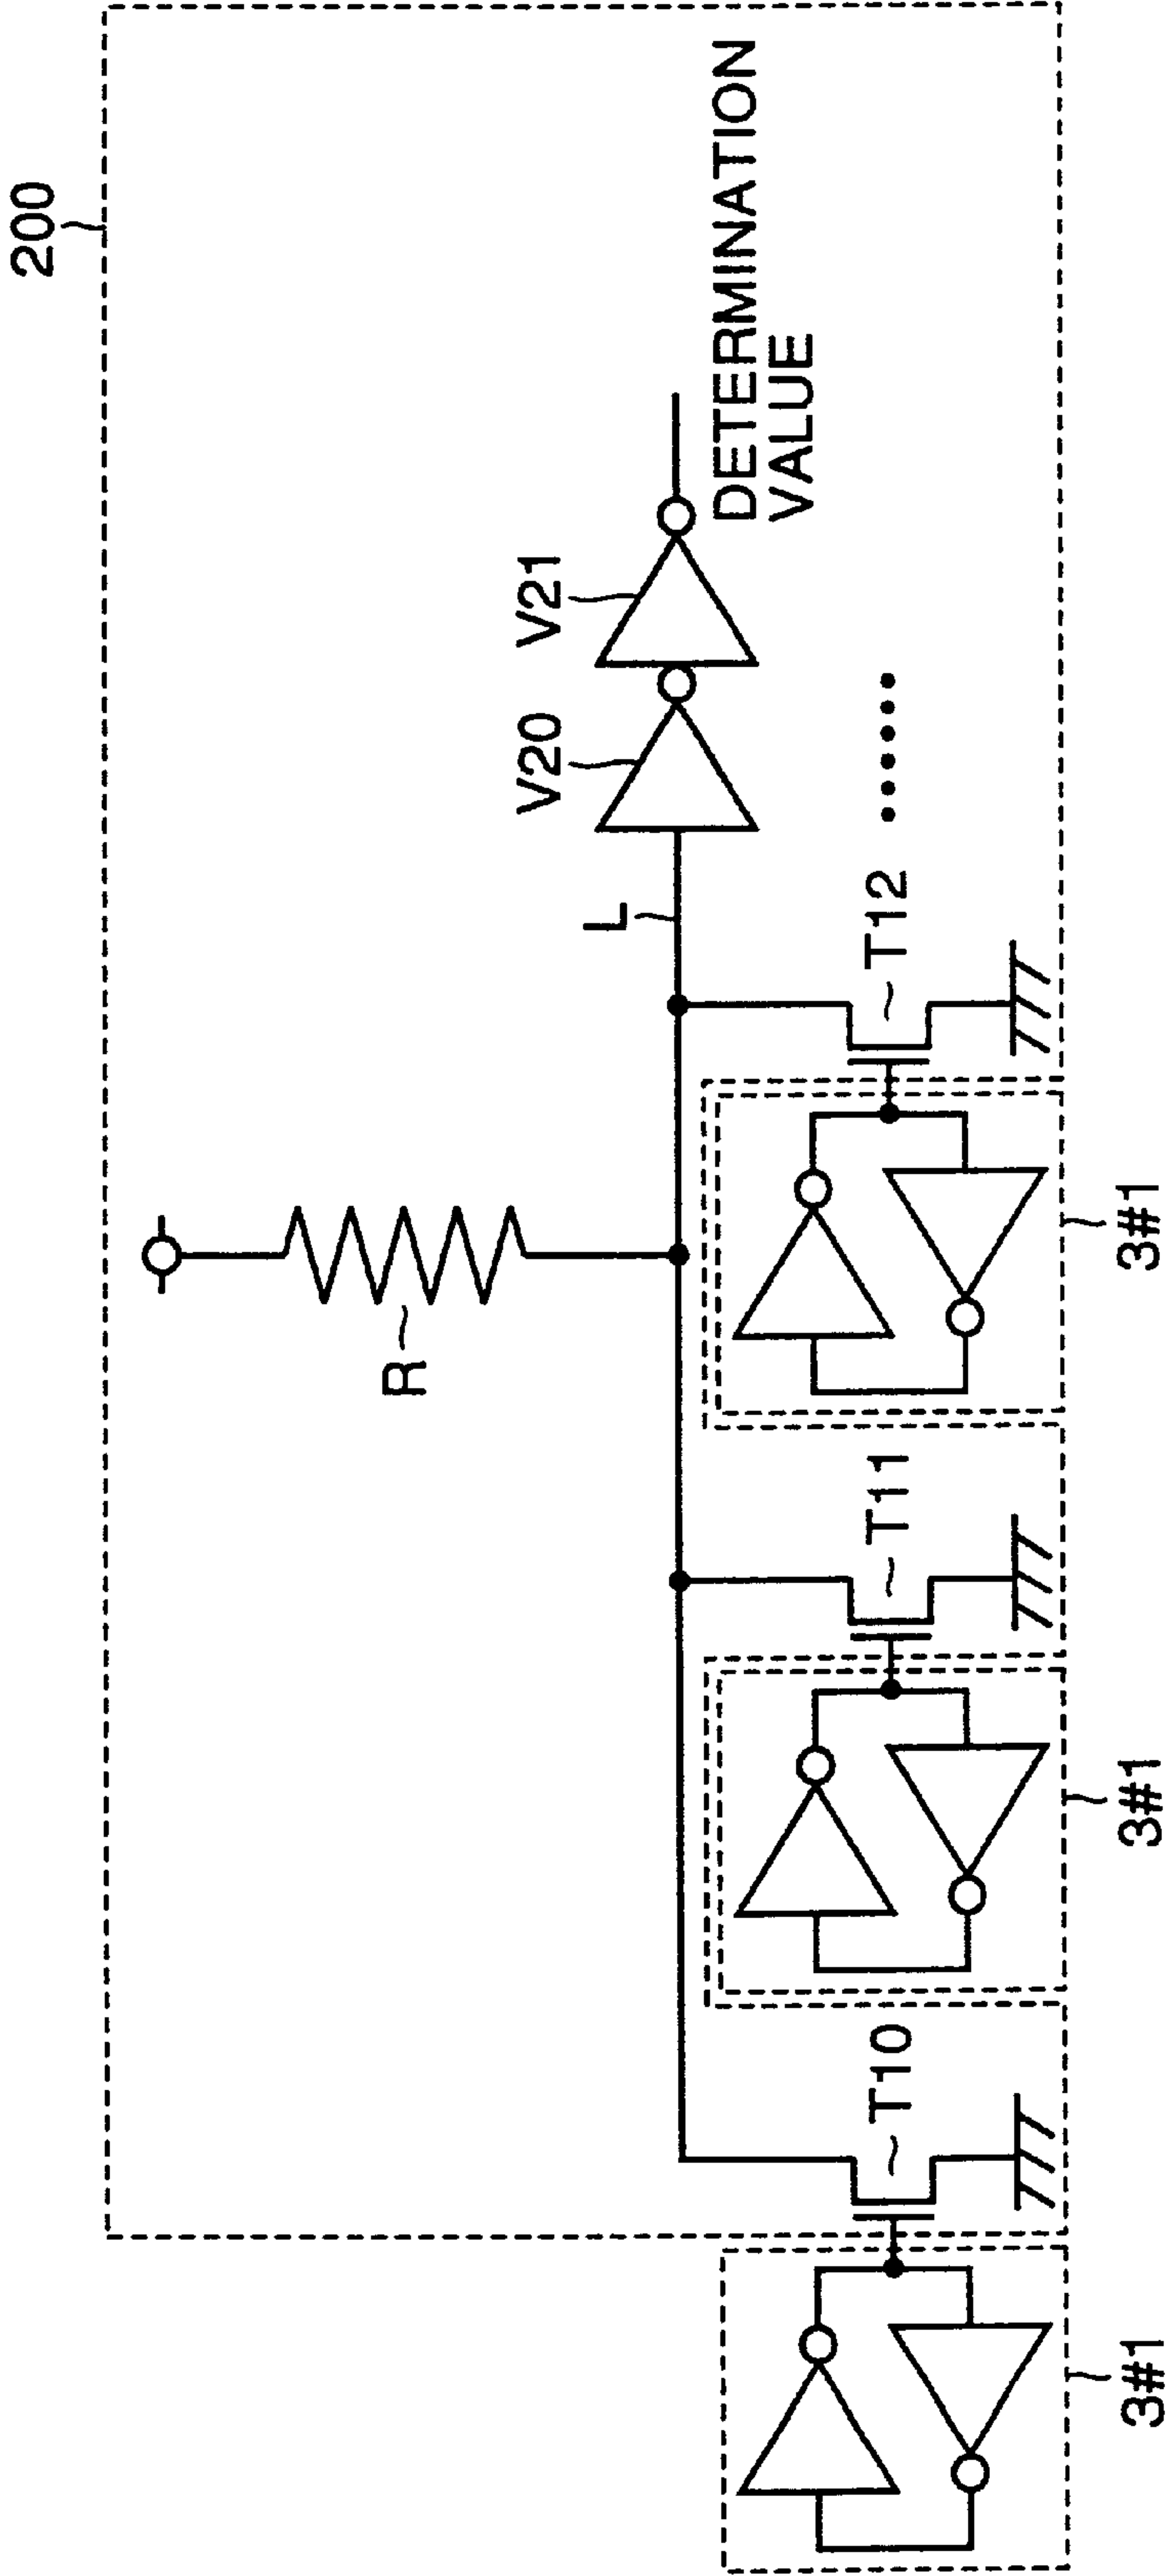 200
R
L
V20
V21
DETERMINATION
VALUE
T10
T11
T12
3#1
3#1
3#1